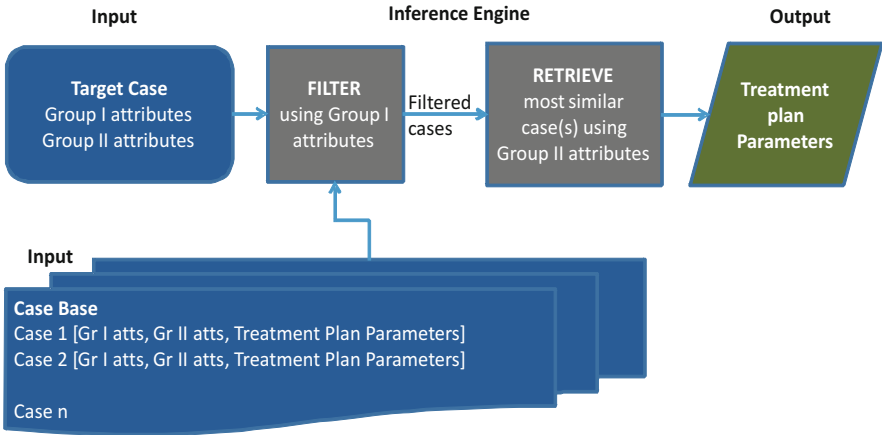 Input
Inference Engine
Output
Target Case
Group I attributes
Group II attributes
FILTER
using Group I
attributes
Filtered
cases
RETRIEVE
most similar
case(s) using
Group II attributes
Treatment
plan
Parameters
Input
Case Base
Case 1 [Gr I atts, Gr II atts, Treatment Plan Parameters]
Case 2 [Gr I atts, Gr II atts, Treatment Plan Parameters]
Case n